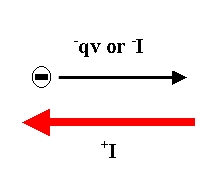 ⁻qv or ⁻I
⁺I